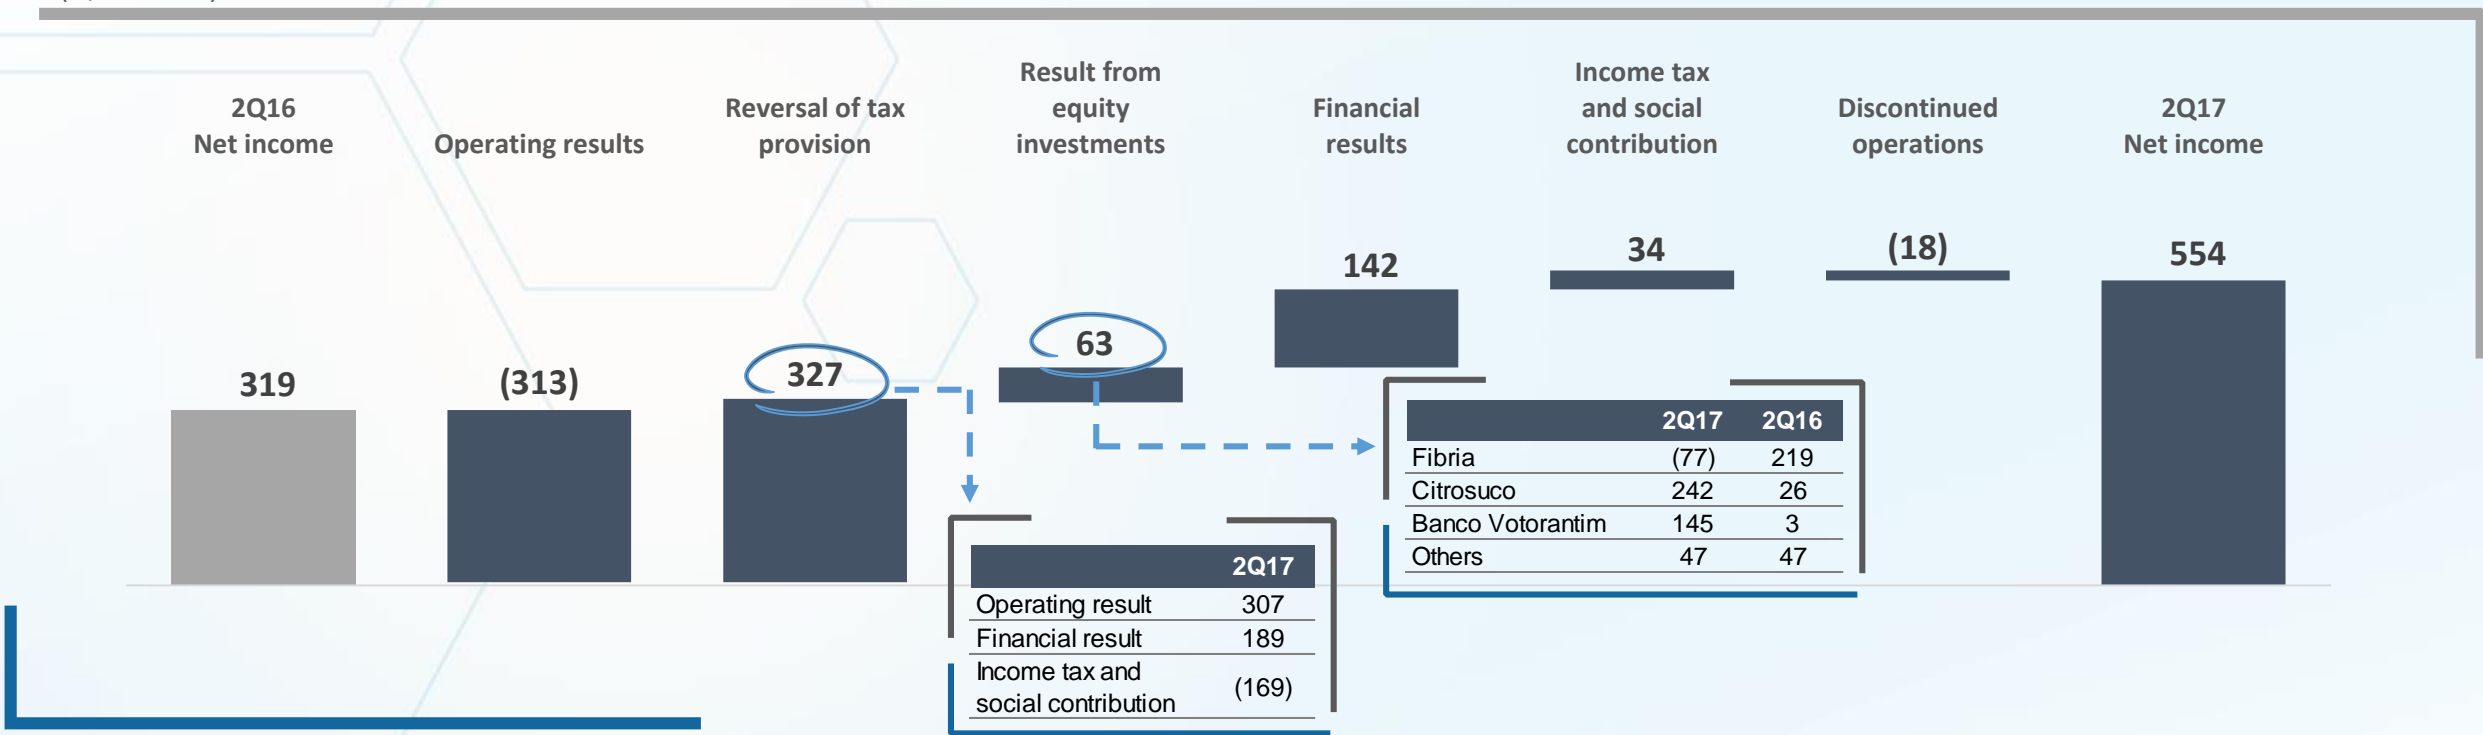 2Q16
Net income
Operating results
Reversal of tax
provision
Result from
equity
investments
Financial
results
Income tax
and social
contribution
Discontinued
operations
2Q17
Net income
319
(313)
327
63
142
34
(18)
554
2Q17 2Q16
Fibria (77) 219
Citrosuco 242 26
Banco Votorantim 145 3
Others 47 47
2Q17
Operating result 307
Financial result 189
Income tax and
social contribution (169)